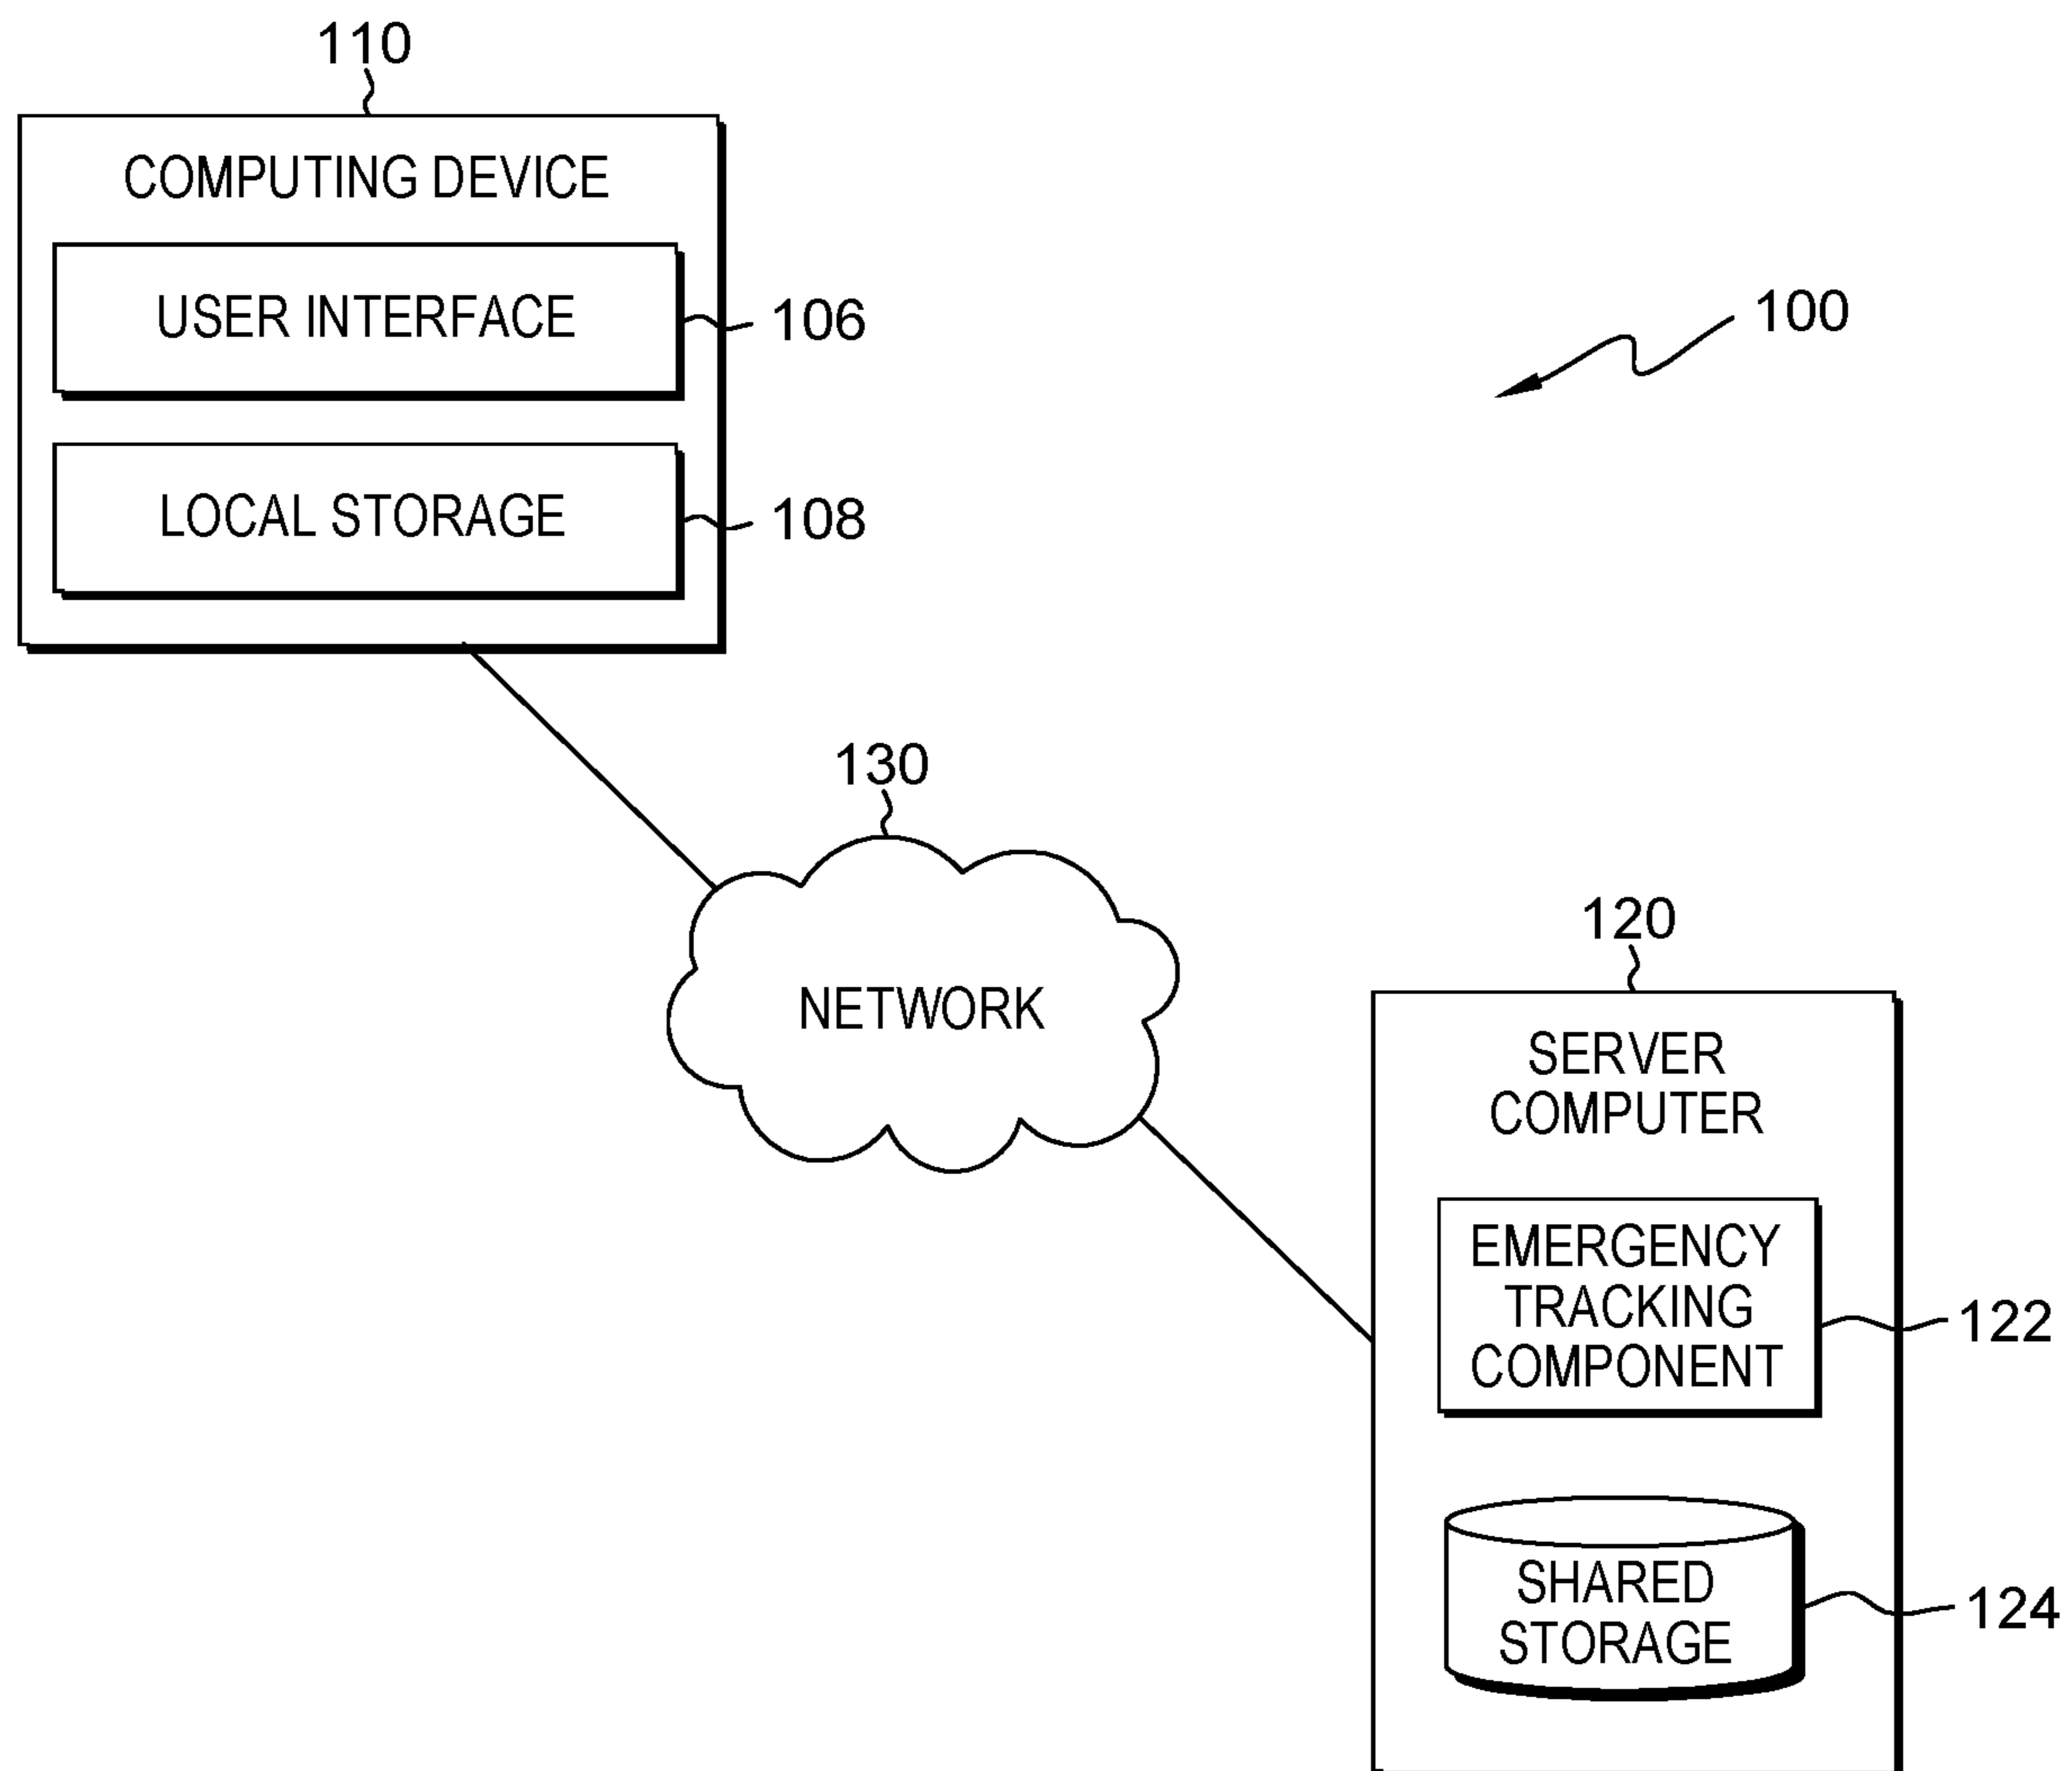 110
COMPUTING DEVICE
USER INTERFACE
106
100
LOCAL STORAGE
108
130
NETWORK
120
SERVER
COMPUTER
EMERGENCY
TRACKING
COMPONENT
122
SHARED
STORAGE
124